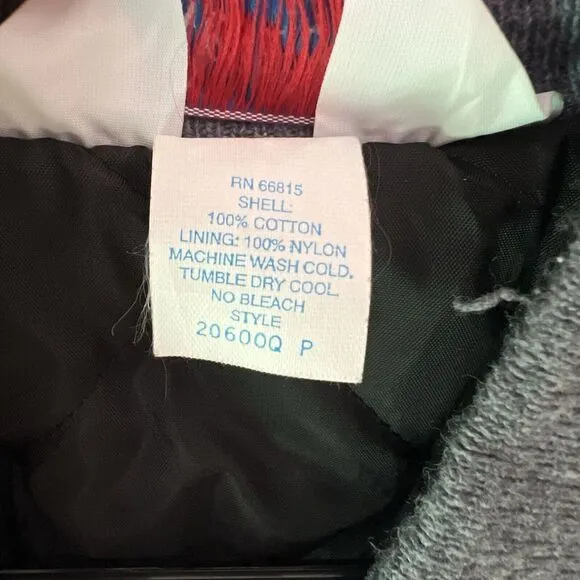 RN 66815
SHELL:
100% COTTON
LINING: 100% NYLON
MACHINE WASH COLD.
TUMBLE DRY COOL
NO BLEACH
STYLE
20600Q P